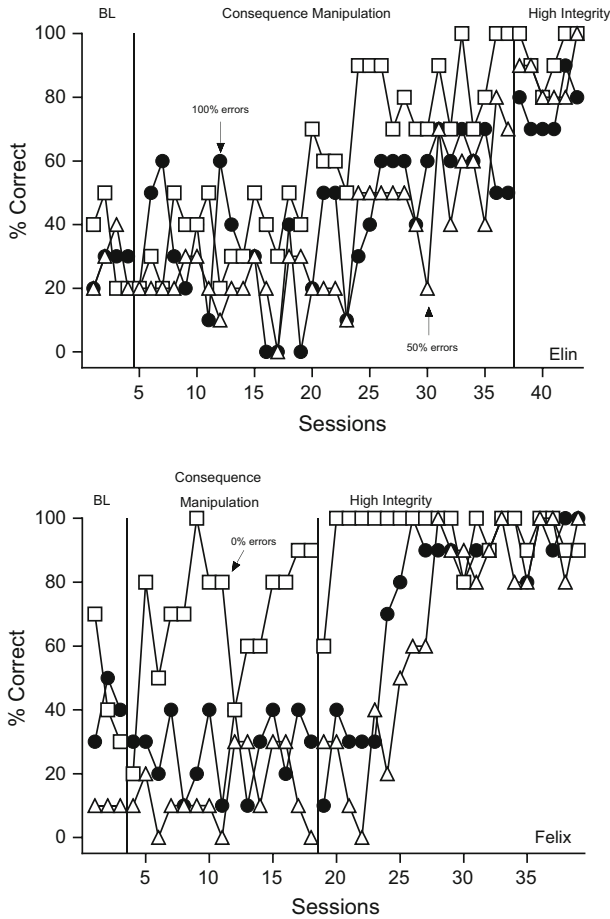 BL Consequence Manipulation High Integrity
100
100% errors
80
60
% Correct
40
20
0
50% errors
Elin
5 10 15 20 25 30 35 40
Sessions
Consequence
BL Manipulation High Integrity
100
0% errors
80
60
% Correct
40
20
0
Felix
5 10 15 20 25 30 35
Sessions